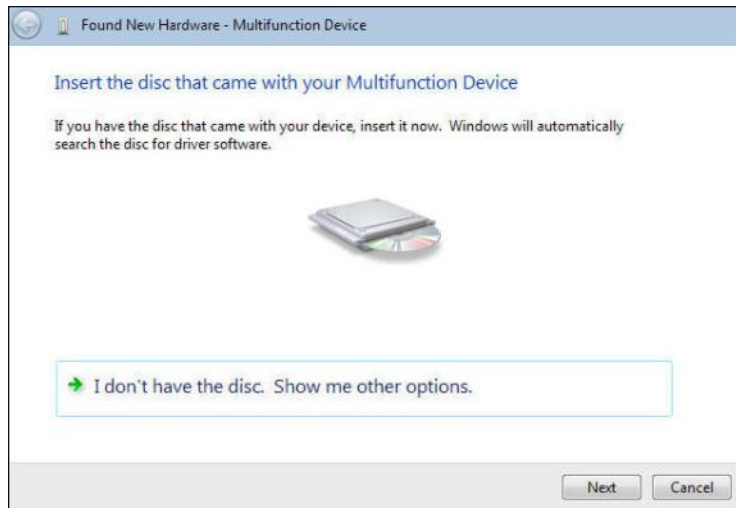 Found New Hardware - Multifunction Device
Insert the disc that came with your Multifunction Device
If you have the disc that came with your device, insert it now.  Windows will automatically
search the disc for driver software.
I don't have the disc.  Show me other options.
Next Cancel